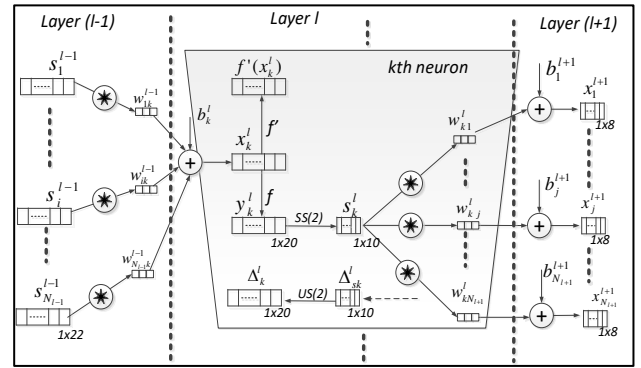 Layer (l-1) Layer l Layer (l+1)
s_1^{l-1} f'(x_k^l) kth neuron b_1^{l+1} x_1^{l+1}
w_{1k}^{l-1} b_k^l f' w_{k1}^l 1x8
x_k^l
s_i^{l-1} w_{ik}^{l-1} + f b_j^{l+1} x_j^{l+1}
y_k^l SS(2) s_k^l w_{kj}^l + 1x8
1x20 1x10
w_{N_{l-1}k}^{l-1}
s_{N_{l-1}}^{l-1} Δ_k^l US(2) Δ_{sk}^l w_{kN_{l+1}}^l b_{N_{l+1}}^{l+1} x_{N_{l+1}}^{l+1}
1x22 1x20 1x10 + 1x8